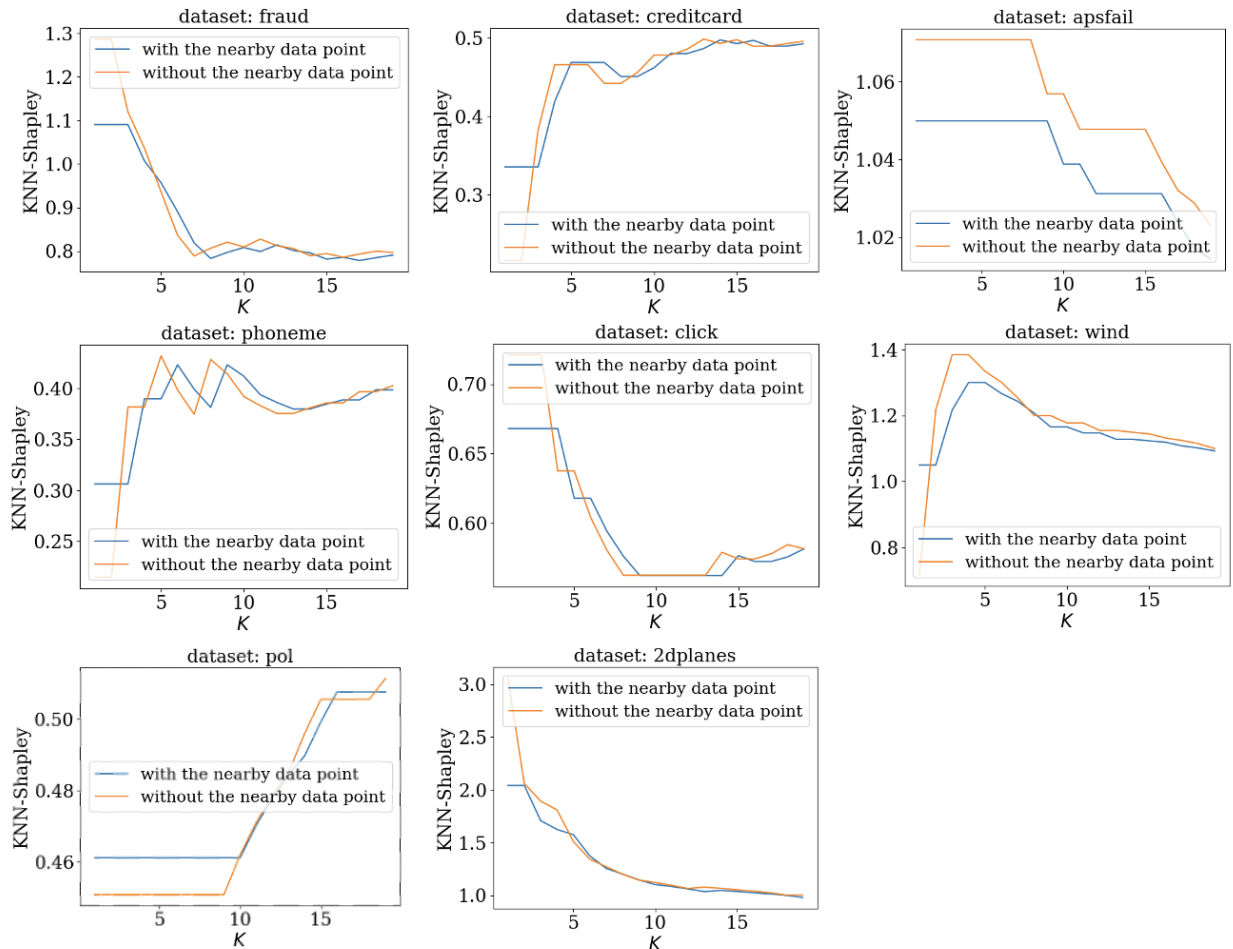 dataset: fraud
1.3
1.2
1.1
1.0
0.9
0.8
KNN-Shapley
with the nearby data point
without the nearby data point
5
10
15
K
dataset: creditcard
0.5
0.4
0.3
KNN-Shapley
with the nearby data point
without the nearby data point
5
10
15
K
dataset: apsfail
1.06
1.04
1.02
KNN-Shapley
with the nearby data point
without the nearby data point
5
10
15
K
dataset: phoneme
0.40
0.35
0.30
0.25
KNN-Shapley
with the nearby data point
without the nearby data point
5
10
15
K
dataset: click
0.70
0.65
0.60
KNN-Shapley
with the nearby data point
without the nearby data point
5
10
15
K
dataset: wind
1.4
1.2
1.0
0.8
KNN-Shapley
with the nearby data point
without the nearby data point
5
10
15
K
dataset: pol
0.50
0.48
0.46
KNN-Shapley
with the nearby data point
without the nearby data point
5
10
15
K
dataset: 2dplanes
3.0
2.5
2.0
1.5
1.0
KNN-Shapley
with the nearby data point
without the nearby data point
5
10
15
K